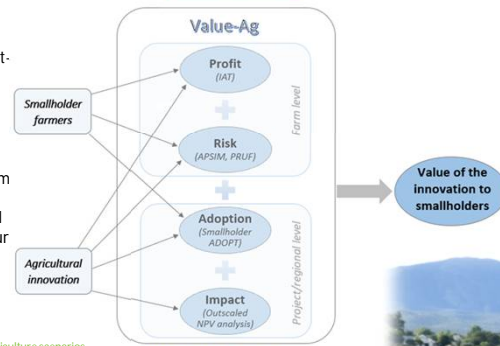 Value-Ag
t-
Profit
(IAT)
Smallholder
farmers
Farm level
Risk
(APSIM, PRUF)
m
Value of the
innovation to
smallholders
Adoption
(Smallholder
ADOPT)
ur
Agricultural
innovation
Project/regional level
Impact
(Outscaled
NPV analysis)